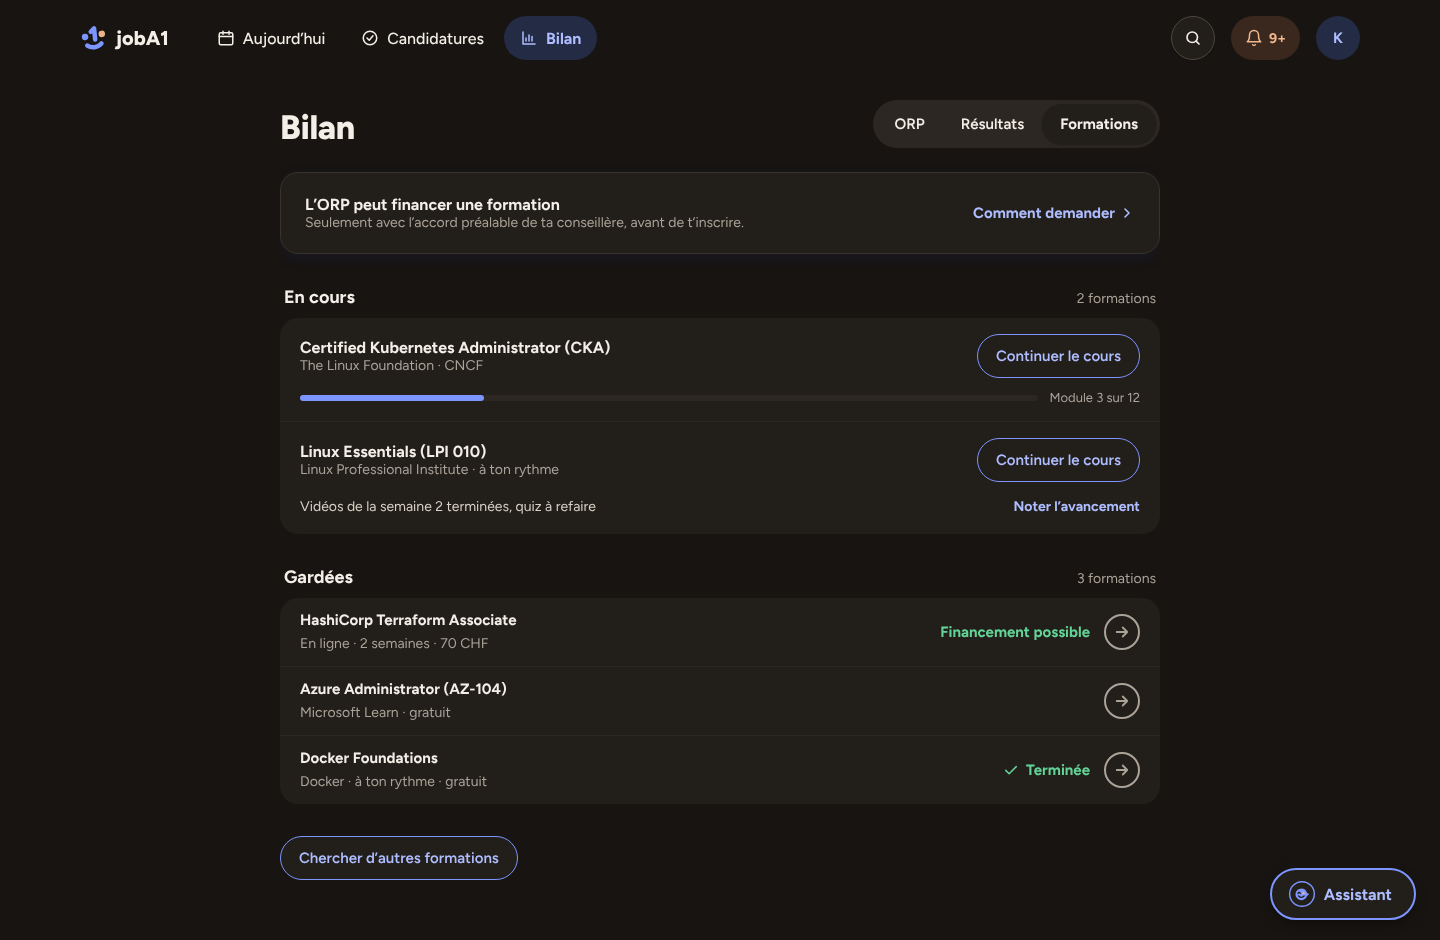 jobA1
Aujourd’hui
Candidatures
Bilan
9+
K
Bilan
ORP
Résultats
Formations
L’ORP peut financer une formation
Seulement avec l’accord préalable de ta conseillère, avant de t’inscrire.
Comment demander
En cours
2 formations
Certified Kubernetes Administrator (CKA)
The Linux Foundation · CNCF
Continuer le cours
Module 3 sur 12
Linux Essentials (LPI 010)
Linux Professional Institute · à ton rythme
Continuer le cours
Vidéos de la semaine 2 terminées, quiz à refaire
Noter l’avancement
Gardées
3 formations
HashiCorp Terraform Associate
En ligne · 2 semaines · 70 CHF
Financement possible
Azure Administrator (AZ-104)
Microsoft Learn · gratuit
Docker Foundations
Docker · à ton rythme · gratuit
Terminée
Chercher d’autres formations
Assistant